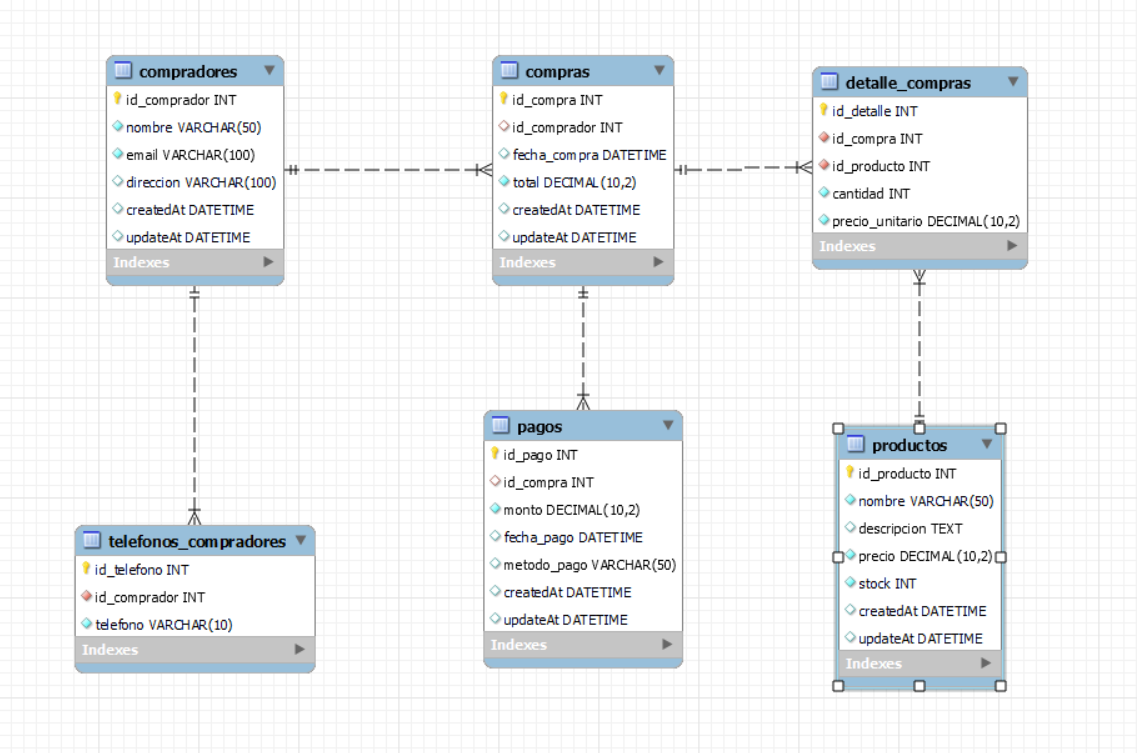 compradores
id_comprador INT
nombre VARCHAR(50)
email VARCHAR(100)
direccion VARCHAR(100)
createdAt DATETIME
updateAt DATETIME
Indexes
compras
id_compra INT
id_comprador INT
fecha_compra DATETIME
total DECIMAL(10,2)
createdAt DATETIME
updateAt DATETIME
Indexes
detalle_compras
id_detalle INT
id_compra INT
id_producto INT
cantidad INT
precio_unitario DECIMAL(10,2)
Indexes
telefonos_compradores
id_telefono INT
id_comprador INT
telefono VARCHAR(10)
Indexes
pagos
id_pago INT
id_compra INT
monto DECIMAL(10,2)
fecha_pago DATETIME
metodo_pago VARCHAR(50)
createdAt DATETIME
updateAt DATETIME
Indexes
productos
id_producto INT
nombre VARCHAR(50)
descripcion TEXT
precio DECIMAL(10,2)
stock INT
createdAt DATETIME
updateAt DATETIME
Indexes